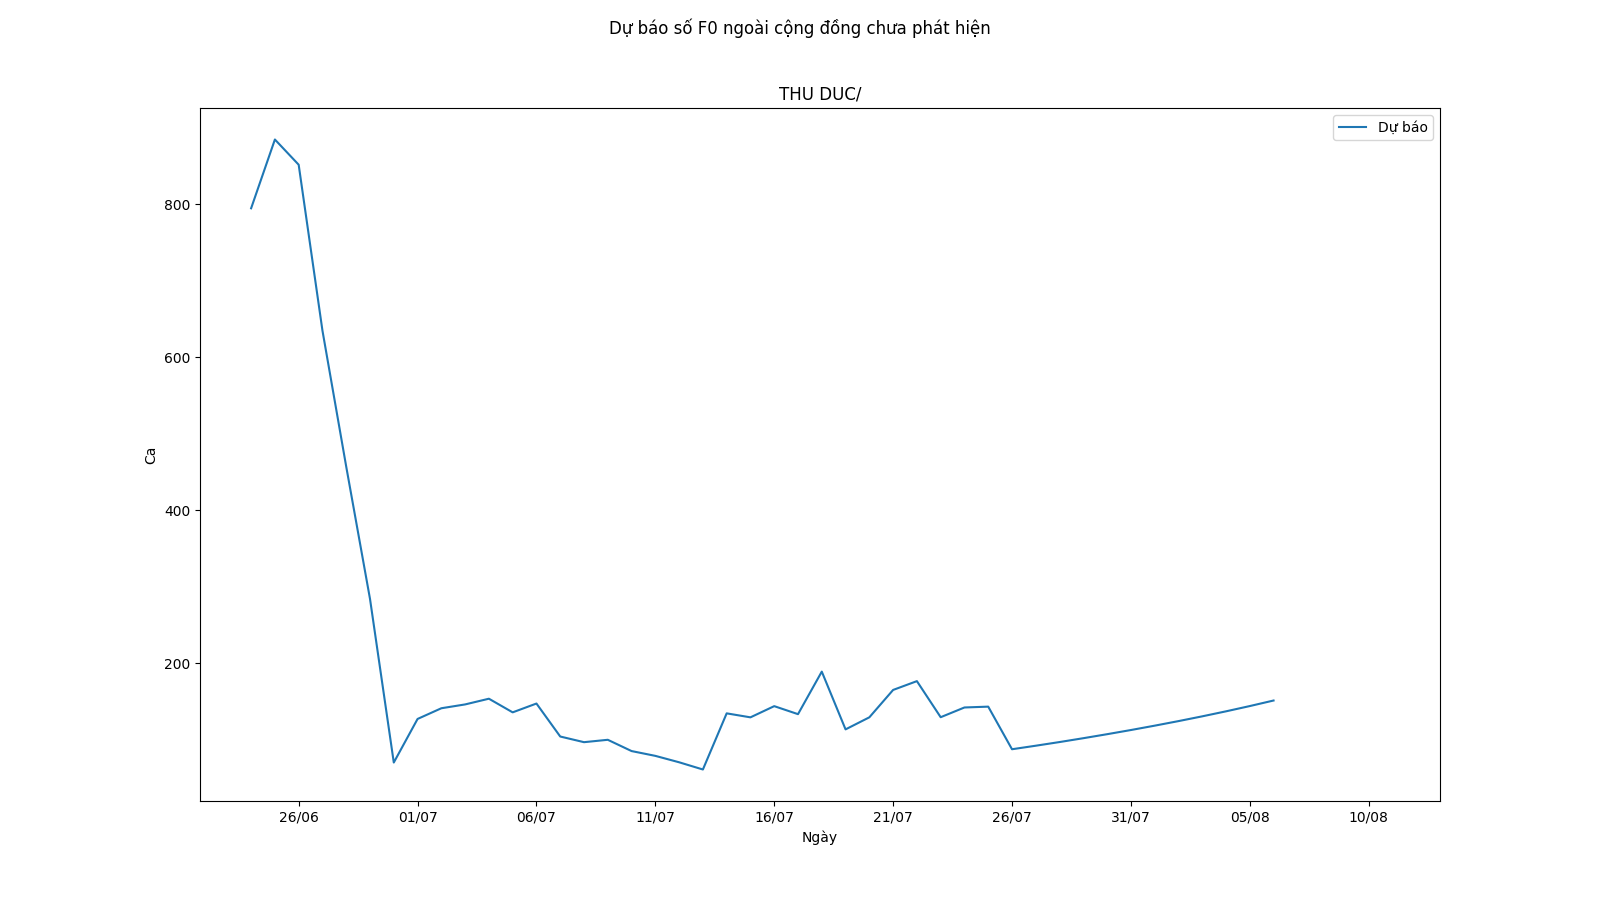 Dự báo số F0 ngoài cộng đồng chưa phát hiện
THU DUC/
Dự báo
800
600
400
200
Ca
26/06 01/07 06/07 11/07 16/07 21/07 26/07 31/07 05/08 10/08
Ngày